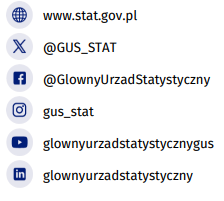 www.stat.gov.pl
@GUS_STAT
@GlownyUrzadStatystyczny
gus_stat
glownyurzadstatystycznygus
glownyurzadstatystyczny